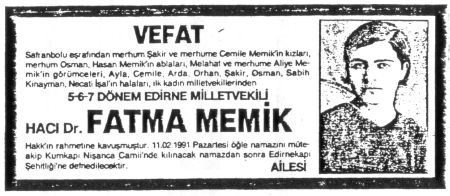 VEFAT
Safranbolu eşrafından merhum Şakir ve merhume Cemile Memik'in kızları,
merhum Osman, Hasan Memik'in ablaları, Melahat ve merhume Aliye Me-
mik'in görümceleri, Ayla, Cemile, Arda, Orhan, Şakir, Osman, Sabih
Kınayman, Necati İşal'in halaları, ilk kadın milletvekillerinden
5-6-7 DÖNEM EDİRNE MİLLETVEKİLİ
HACI Dr. FATMA MEMİK
Hakk'ın rahmetine kavuşmuştur. 11.02.1991 Pazartesi öğle namazını müte-
akip Kumkapı Nişanca Camii'nde kılınacak namazdan sonra Edirnekapı
Şehitliği'ne defnedilecektir.
AİLESİ